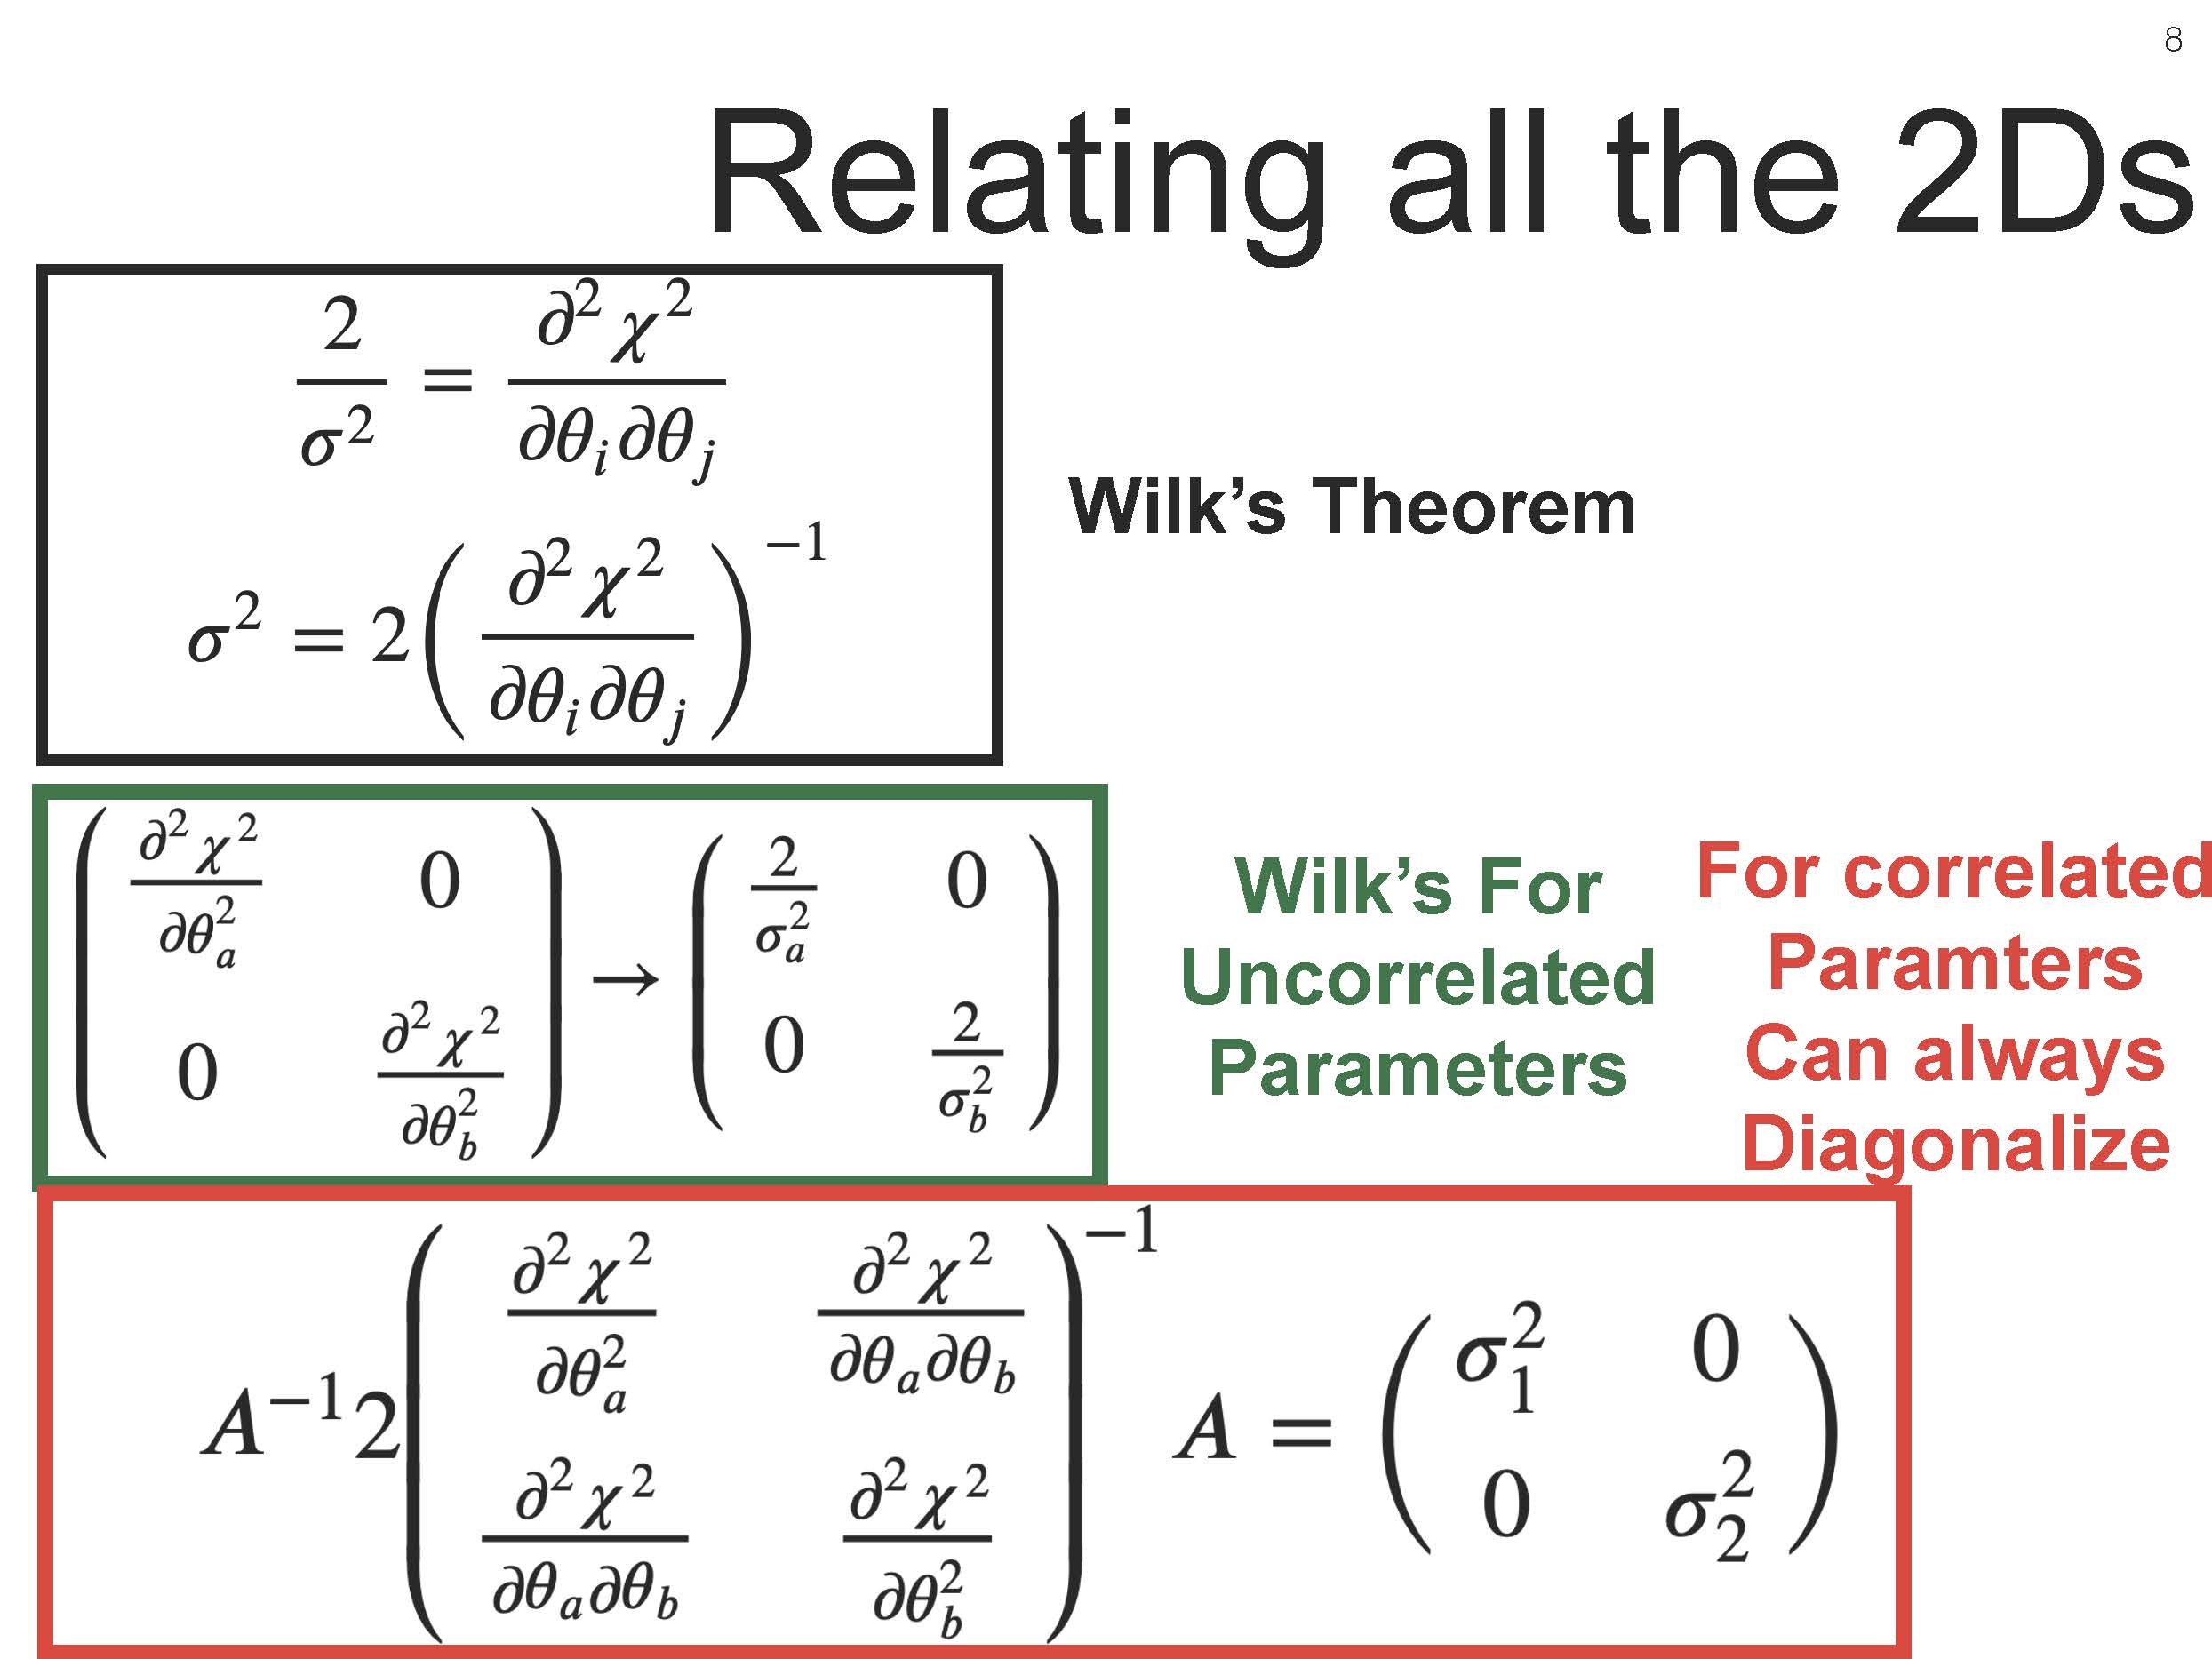 8
Relating all the 2Ds
\frac{2}{\sigma^2} = \frac{\partial^2 \chi^2}{\partial\theta_i \partial\theta_j}
Wilk’s Theorem
\sigma^2 = 2 \left( \frac{\partial^2 \chi^2}{\partial\theta_i \partial\theta_j} \right)^{-1}
\begin{pmatrix} \frac{\partial^2 \chi^2}{\partial\theta_a^2} & 0 \\ 0 & \frac{\partial^2 \chi^2}{\partial\theta_b^2} \end{pmatrix} \rightarrow \begin{pmatrix} \frac{2}{\sigma_a^2} & 0 \\ 0 & \frac{2}{\sigma_b^2} \end{pmatrix}
Wilk’s For
Uncorrelated
Parameters
For correlated
Paramters
Can always
Diagonalize
A^{-1} 2 \begin{pmatrix} \frac{\partial^2 \chi^2}{\partial\theta_a^2} & \frac{\partial^2 \chi^2}{\partial\theta_a \partial\theta_b} \\ \frac{\partial^2 \chi^2}{\partial\theta_a \partial\theta_b} & \frac{\partial^2 \chi^2}{\partial\theta_b^2} \end{pmatrix}^{-1} A = \begin{pmatrix} \sigma_1^2 & 0 \\ 0 & \sigma_2^2 \end{pmatrix}